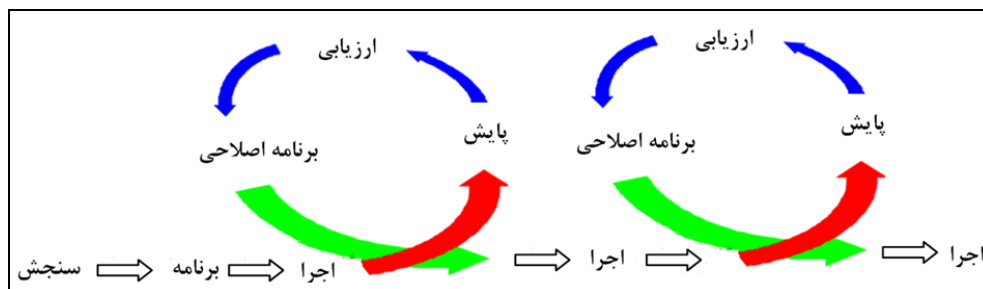 ارزیابی
ارزیابی
پایش
پایش
برنامه اصلاحی
برنامه اصلاحی
سنجش
برنامه
اجرا
اجرا
اجرا